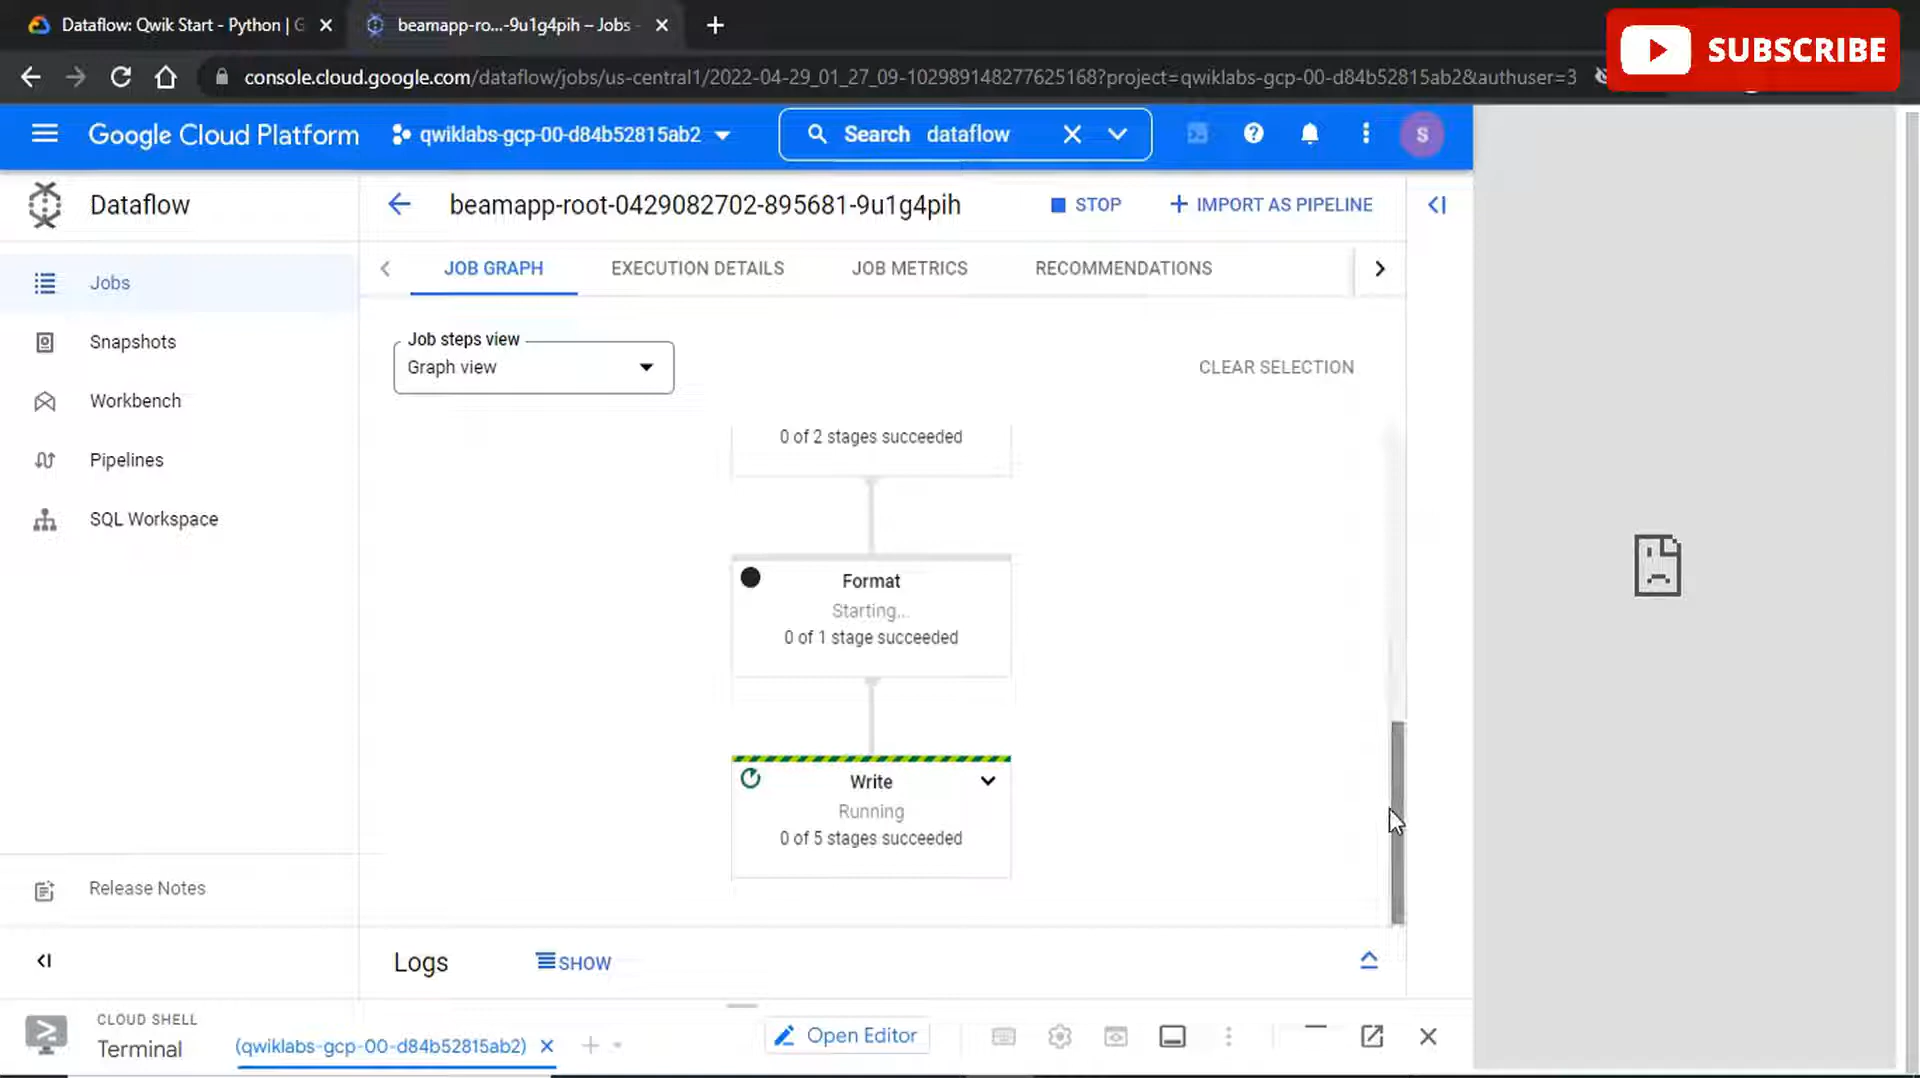 Dataflow: Qwik Start - Python | G
beamapp-ro...-9u1g4pih – Jobs -
SUBSCRIBE
console.cloud.google.com/dataflow/jobs/us-central1/2022-04-29_01_27_09-102989148277625168?project=qwiklabs-gcp-00-d84b52815ab2&authuser=3
Google Cloud Platform
qwiklabs-gcp-00-d84b52815ab2
Search dataflow
S
Dataflow
beamapp-root-0429082702-895681-9u1g4pih
STOP
+ IMPORT AS PIPELINE
Jobs
Snapshots
Workbench
Pipelines
SQL Workspace
Release Notes
JOB GRAPH
EXECUTION DETAILS
JOB METRICS
RECOMMENDATIONS
Job steps view
Graph view
CLEAR SELECTION
0 of 2 stages succeeded
Format
Starting...
0 of 1 stage succeeded
Write
Running
0 of 5 stages succeeded
Logs
SHOW
CLOUD SHELL
Terminal
(qwiklabs-gcp-00-d84b52815ab2)
Open Editor